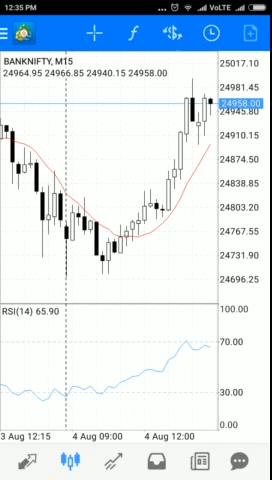 12:35 PM ... VoLTE
f $
BANKNIFTY, M15
24964.95 24966.85 24940.15 24958.00
25017.10
24981.45
24958.00
24945.80
24910.15
24874.50
24838.85
24803.20
24767.55
24731.90
24696.25
RSI(14) 65.90
100.00
70.00
30.00
0.00
3 Aug 12:15 4 Aug 09:00 4 Aug 12:00